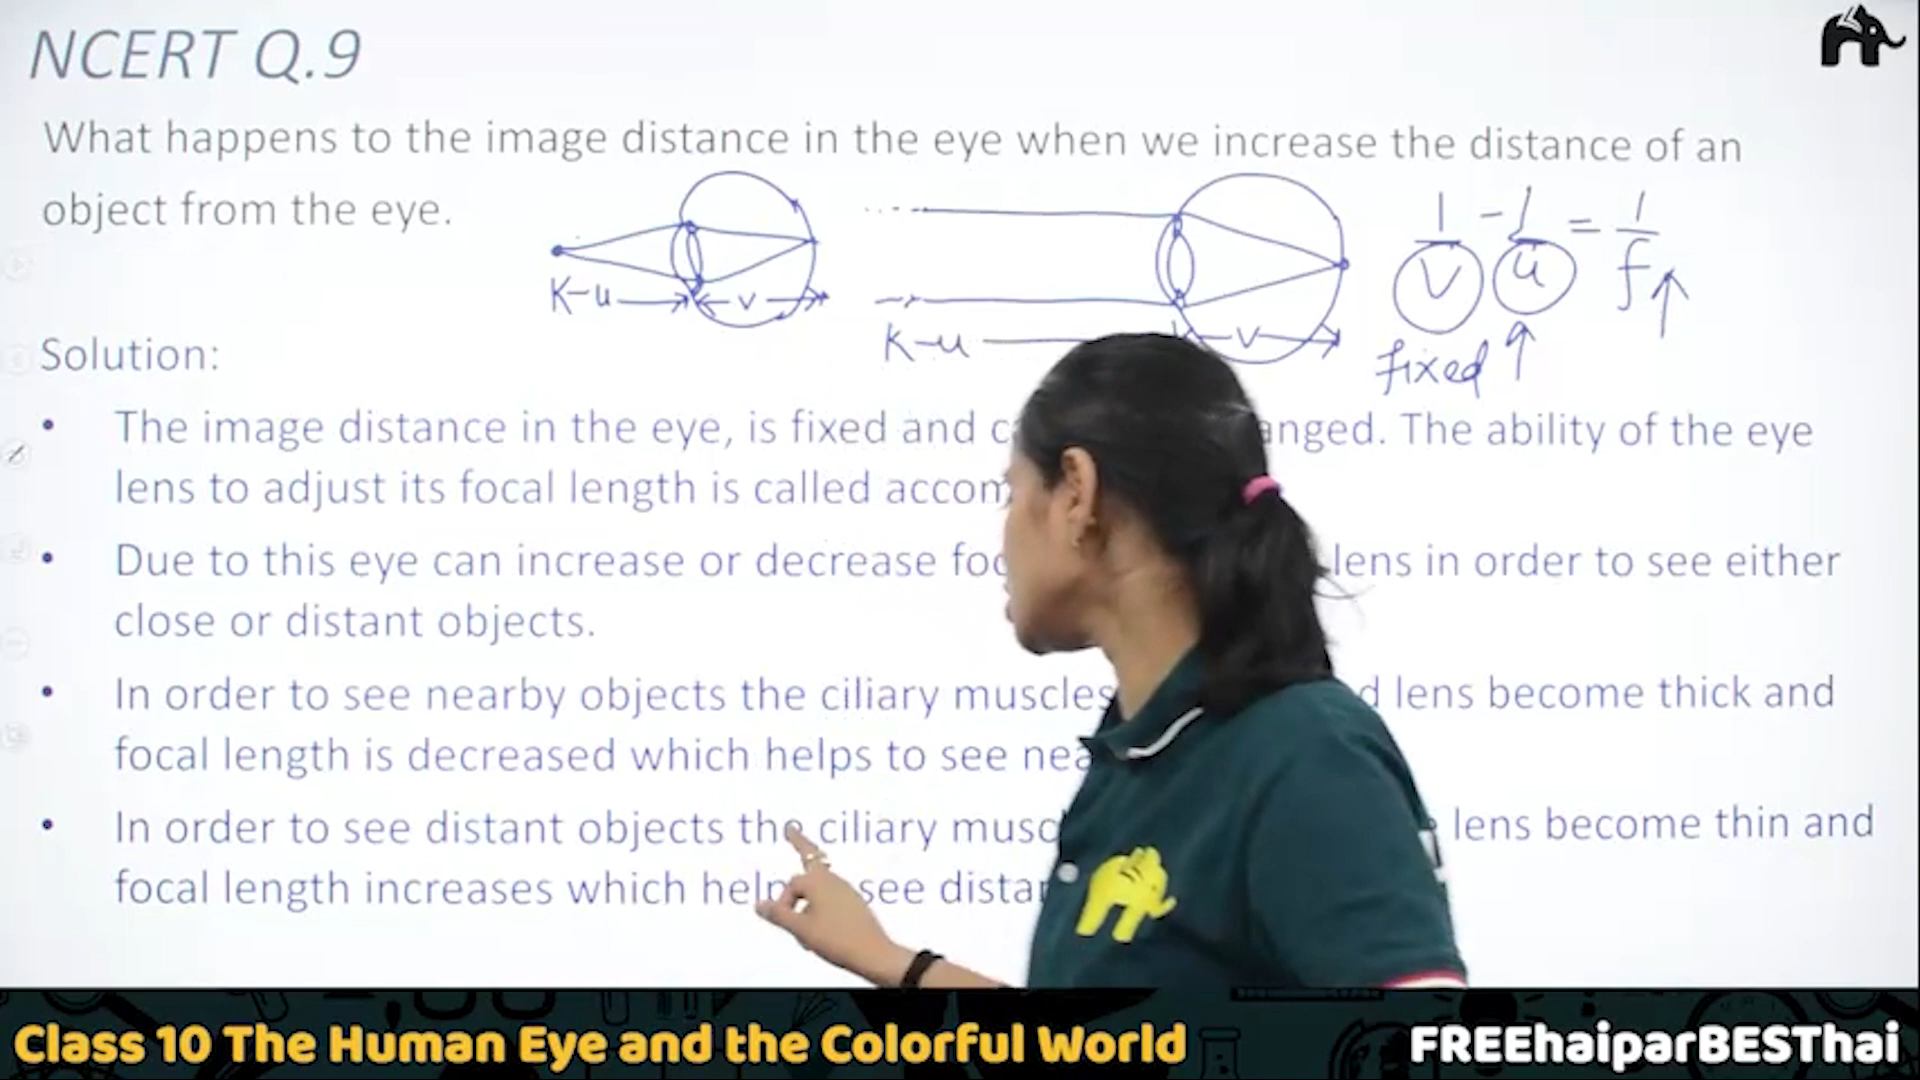 NCERT Q.9
What happens to the image distance in the eye when we increase the distance of an
object from the eye.
K-u v
K-u v
1/v - 1/u = 1/f
fixed
Solution:
• The image distance in the eye, is fixed and anged. The ability of the eye
lens to adjust its focal length is called accom
• Due to this eye can increase or decrease foc lens in order to see either
close or distant objects.
• In order to see nearby objects the ciliary muscles d lens become thick and
focal length is decreased which helps to see nea
• In order to see distant objects the ciliary musc lens become thin and
focal length increases which help see distan
Class 10 The Human Eye and the Colorful World
FREEhaiparBESThai